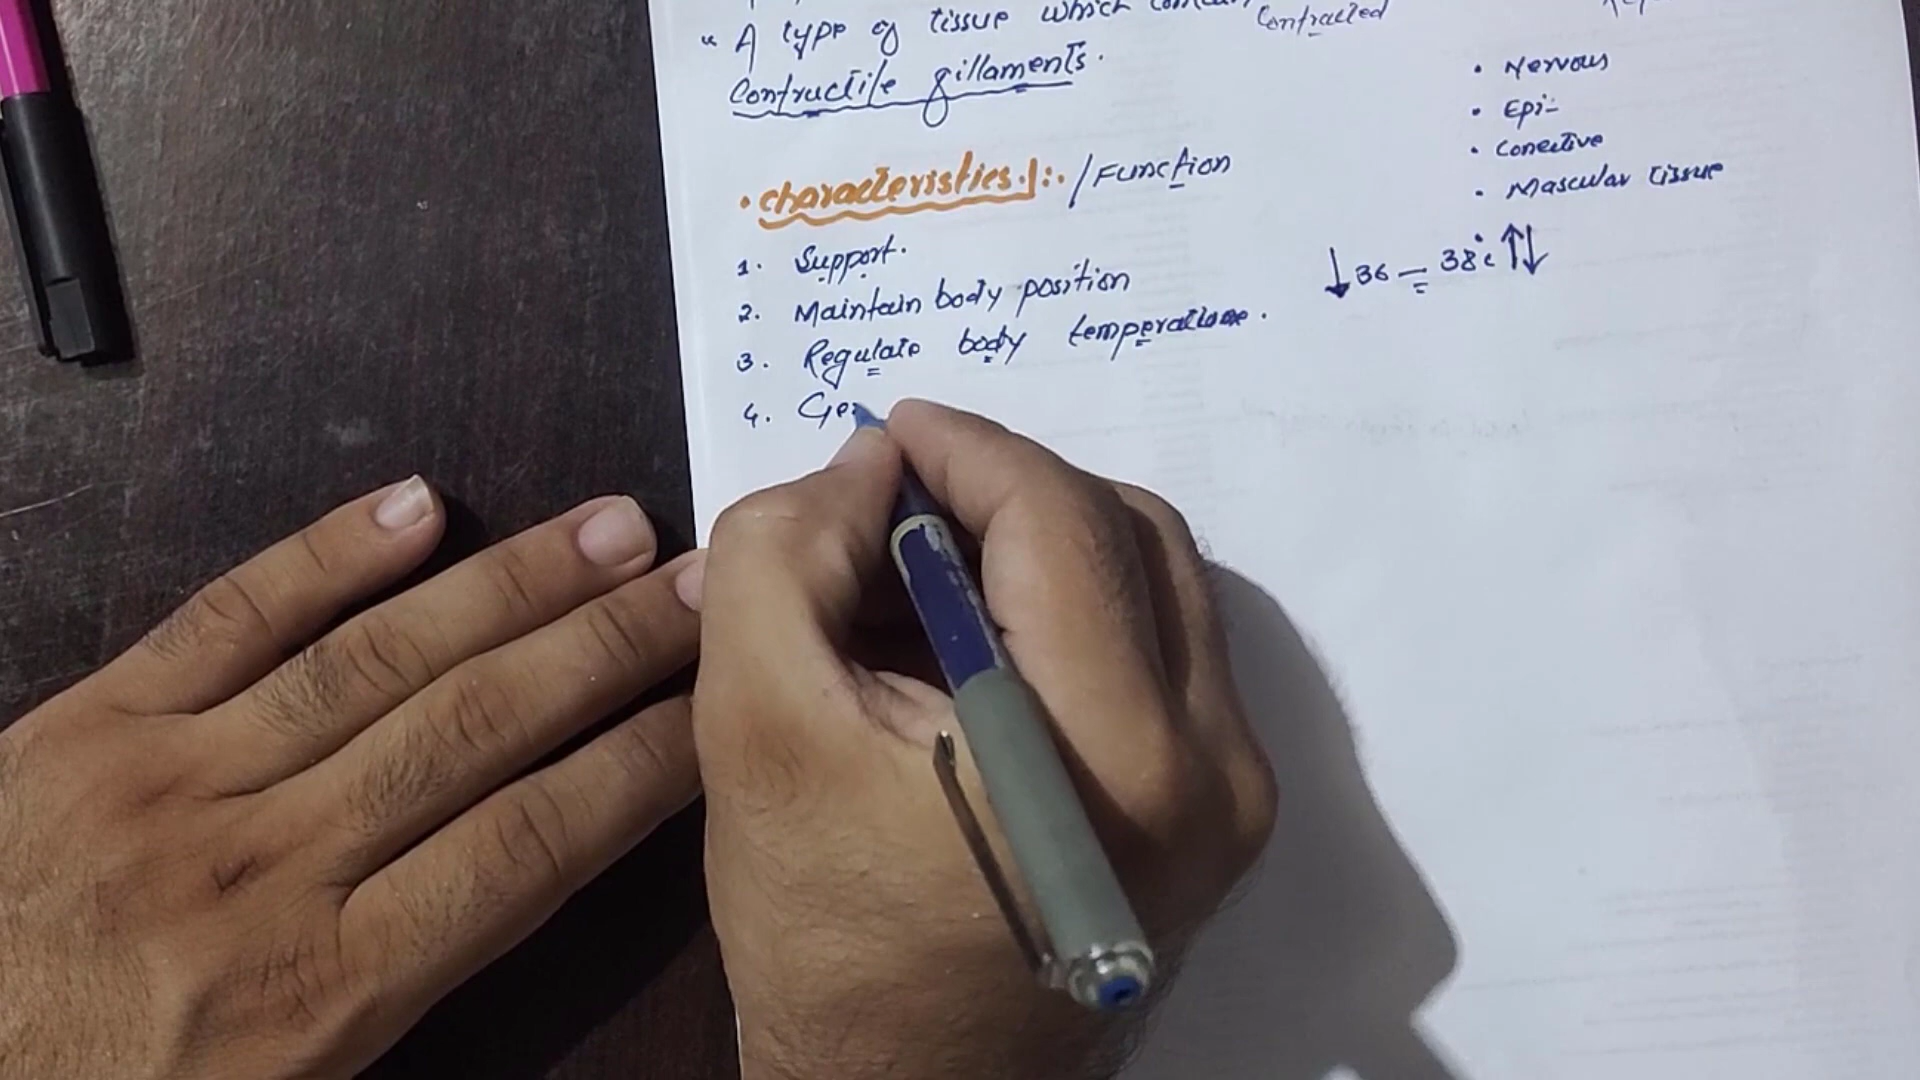 " A type of tissue which
Contracted
Contractile fillaments.
• Nervous
• Epi-
• Conective
• Mascular tissue
• Characteristics :. / Function
1. Support.
2. Maintain body position
↓ 36 – 38°c ↑↓
3. Regulate body temperature.
4. Gen